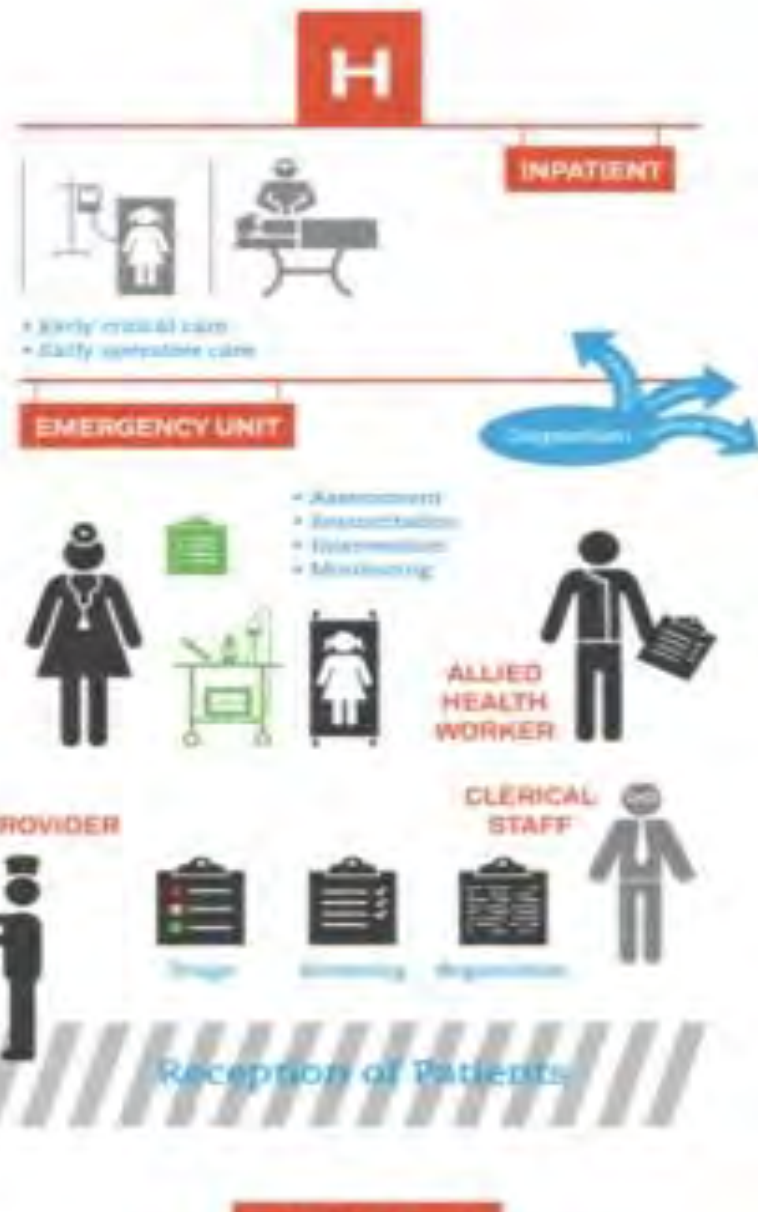 H
INPATIENT
• Early critical care
• Early operative care
EMERGENCY UNIT
Disposition
• Assessment
• Resuscitation
• Intervention
• Monitoring
ALLIED
HEALTH
WORKER
CLERICAL
STAFF
ROVIDER
Triage
Screening
Registration
Reception of Patients